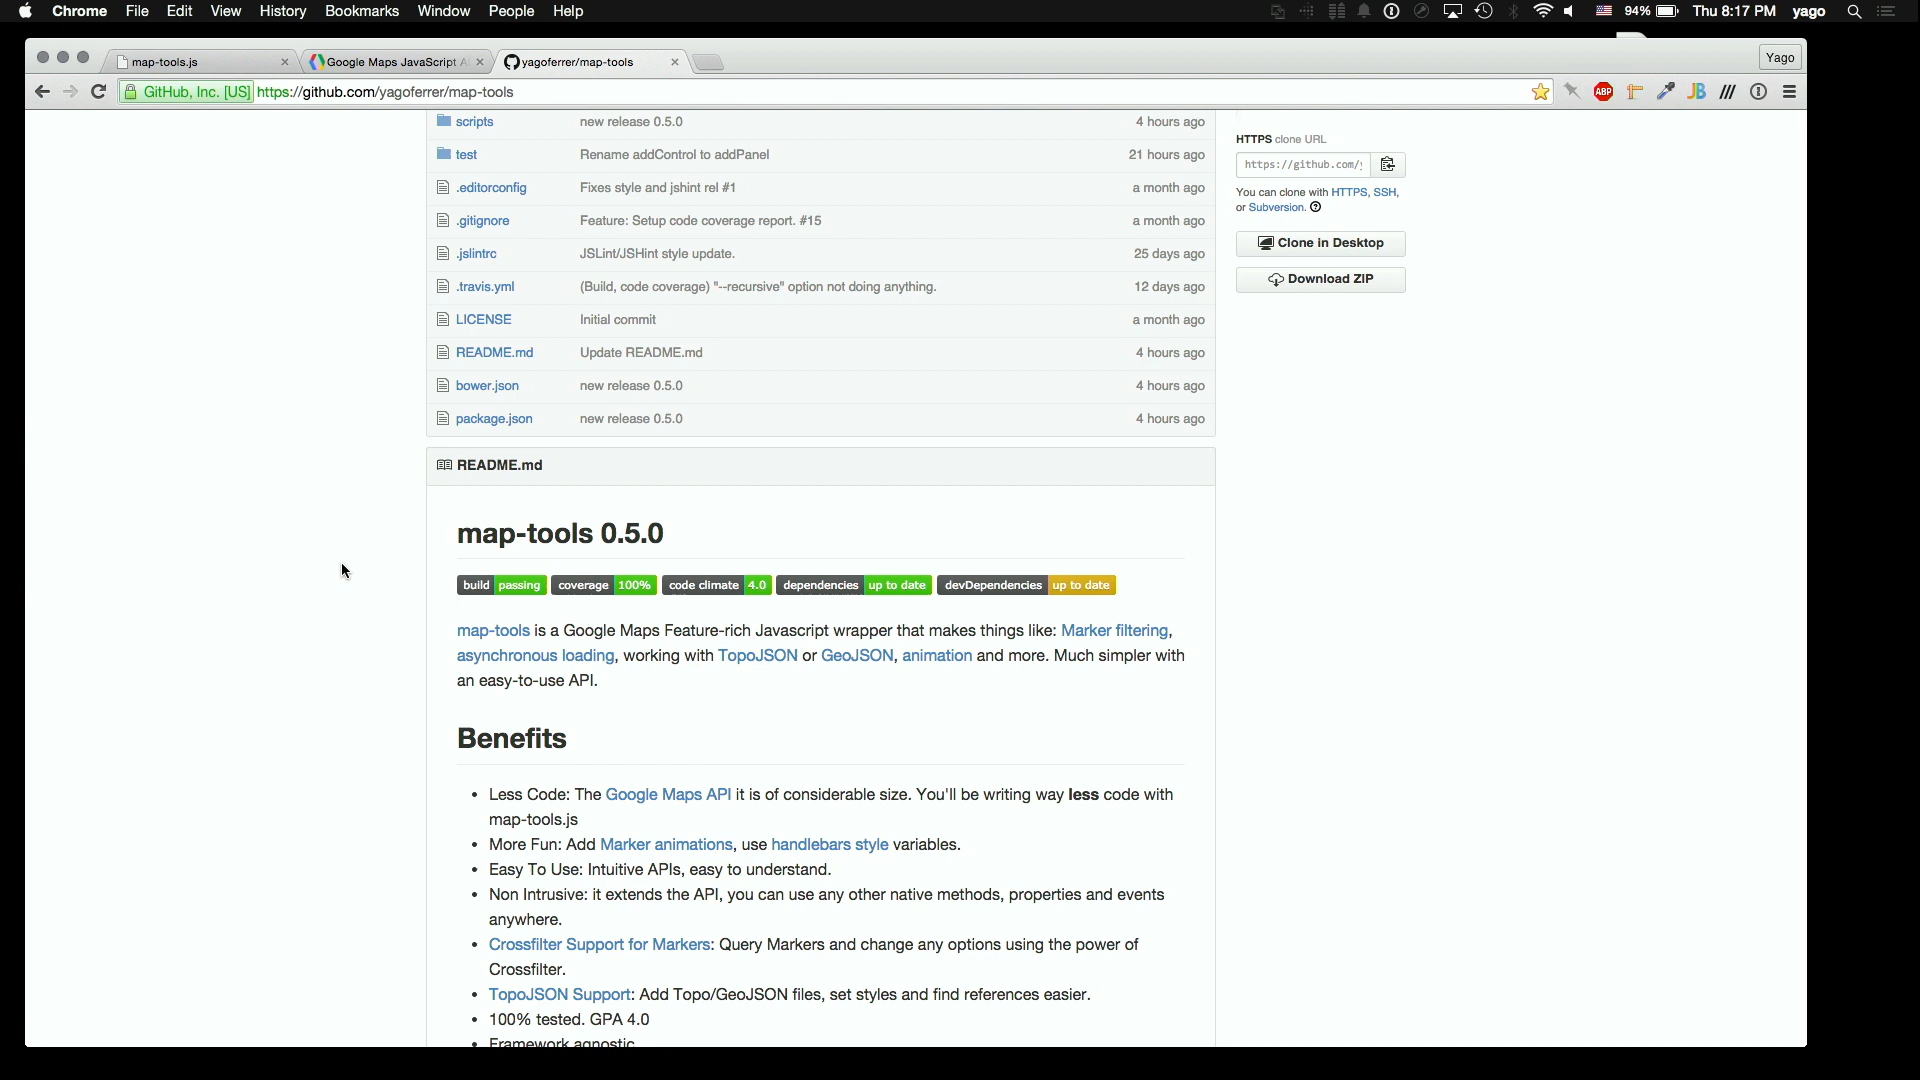 Chrome File Edit View History Bookmarks Window People Help 94% Thu 8:17 PM yago
map-tools.js Google Maps JavaScript A yagoferrer/map-tools Yago
GitHub, Inc. [US] https://github.com/yagoferrer/map-tools ABP JB
scripts new release 0.5.0 4 hours ago
test Rename addControl to addPanel 21 hours ago
.editorconfig Fixes style and jshint rel #1 a month ago
.gitignore Feature: Setup code coverage report. #15 a month ago
.jslintrc JSLint/JSHint style update. 25 days ago
.travis.yml (Build, code coverage) "--recursive" option not doing anything. 12 days ago
LICENSE Initial commit a month ago
README.md Update README.md 4 hours ago
bower.json new release 0.5.0 4 hours ago
package.json new release 0.5.0 4 hours ago
HTTPS clone URL
https://github.com/
You can clone with HTTPS, SSH,
or Subversion.
Clone in Desktop
Download ZIP
README.md
map-tools 0.5.0
build passing coverage 100% code climate 4.0 dependencies up to date devDependencies up to date
map-tools is a Google Maps Feature-rich Javascript wrapper that makes things like: Marker filtering,
asynchronous loading, working with TopoJSON or GeoJSON, animation and more. Much simpler with
an easy-to-use API.
Benefits
• Less Code: The Google Maps API it is of considerable size. You'll be writing way less code with
map-tools.js
• More Fun: Add Marker animations, use handlebars style variables.
• Easy To Use: Intuitive APIs, easy to understand.
• Non Intrusive: it extends the API, you can use any other native methods, properties and events
anywhere.
• Crossfilter Support for Markers: Query Markers and change any options using the power of
Crossfilter.
• TopoJSON Support: Add Topo/GeoJSON files, set styles and find references easier.
• 100% tested. GPA 4.0
• Framework agnostic